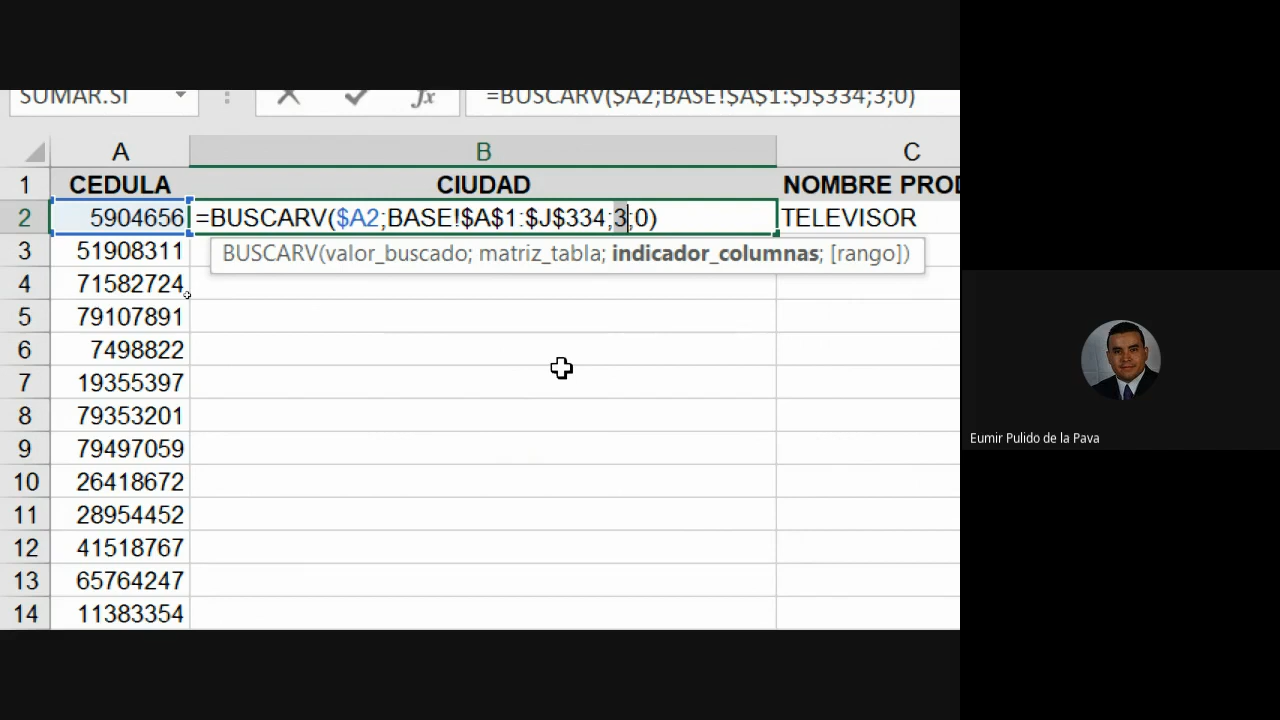 SUMAR.SI fx =BUSCARV($A2;BASE!$A$1:$J$334;3;0)
A B C
1 CEDULA CIUDAD NOMBRE PROD
2 5904656 =BUSCARV($A2;BASE!$A$1:$J$334;3;0) TELEVISOR
3 51908311 BUSCARV(valor_buscado; matriz_tabla; indicador_columnas; [rango])
4 71582724
5 79107891
6 7498822
7 19355397
8 79353201
9 79497059
10 26418672
11 28954452
12 41518767
13 65764247
14 11383354
Eumir Pulido de la Pava